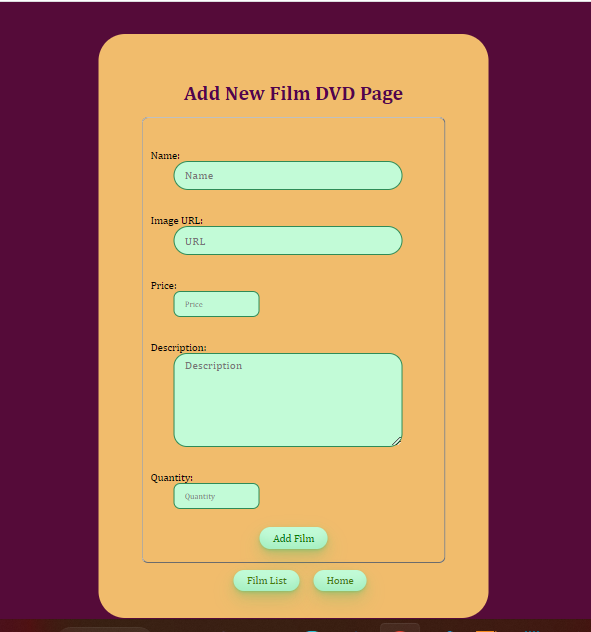 Add New Film DVD Page
Name:
Name
Image URL:
URL
Price:
Price
Description:
Description
Quantity:
Quantity
Add Film
Film List Home